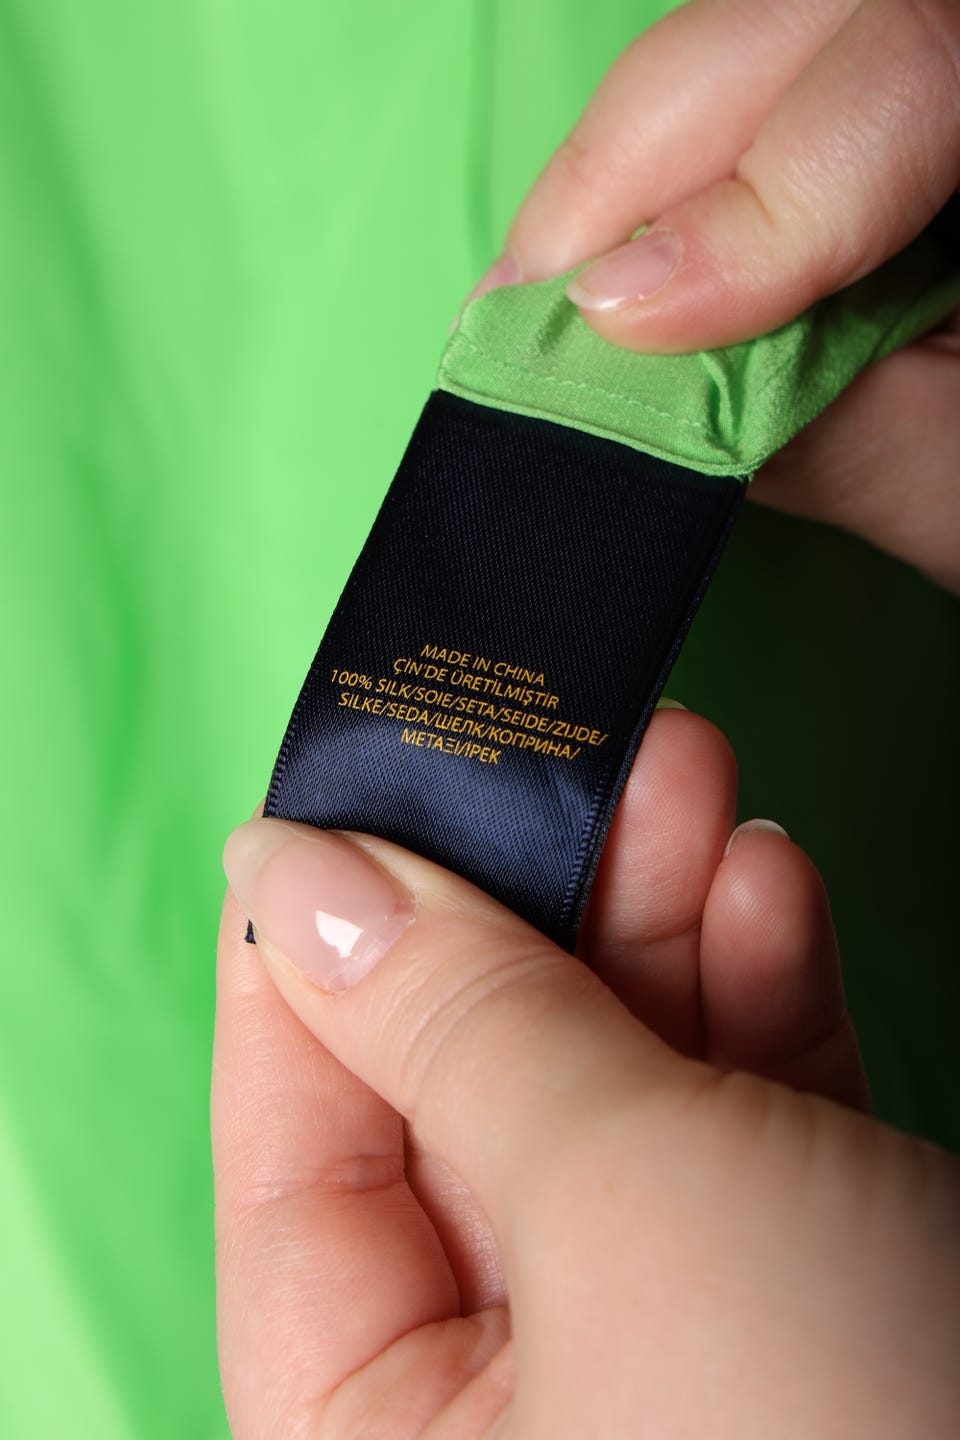 MADE IN CHINA
ÇİN'DE ÜRETİLMİŞTİR
100% SILK/SOIE/SETA/SEIDE/ZIJDE/
SILKE/SEDA/ШЕЛК/КОПРИНА/
ΜΕΤΑΞΙ/IPEK